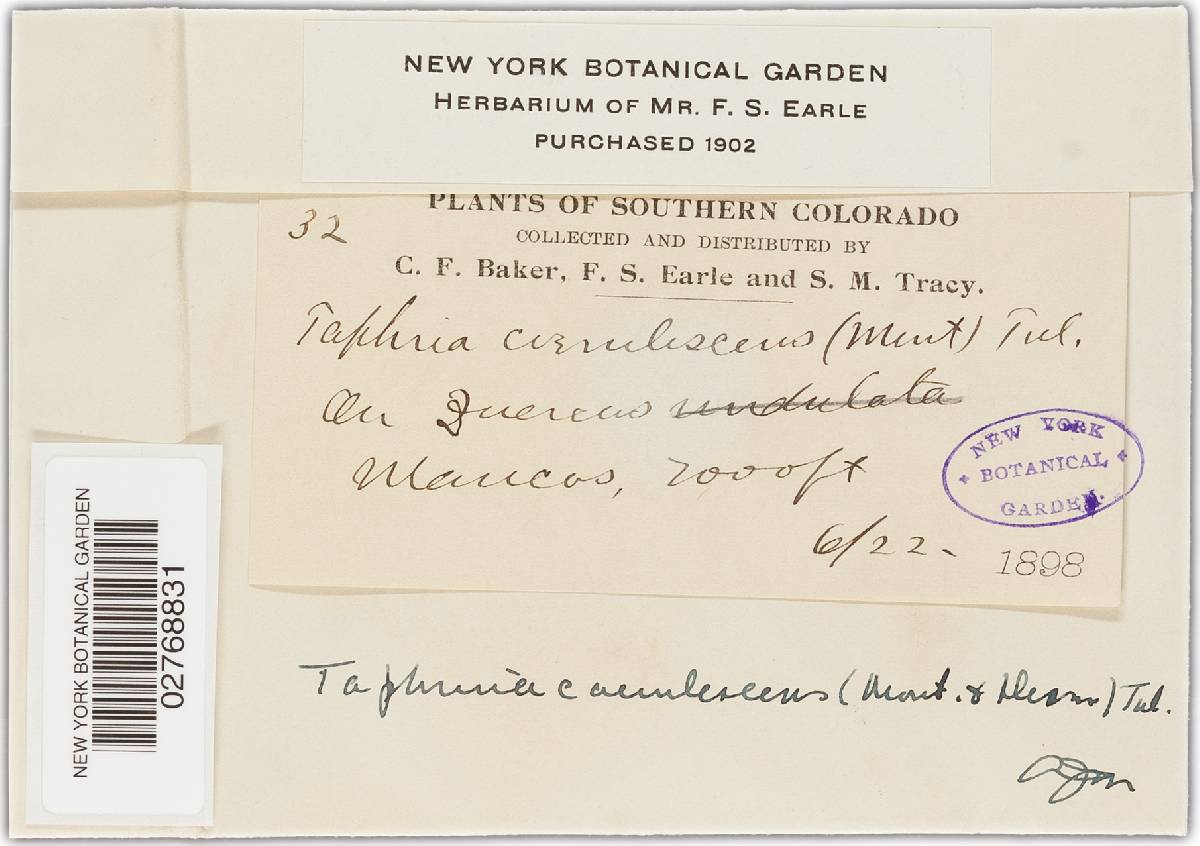 NEW YORK BOTANICAL GARDEN
HERBARIUM OF MR. F. S. EARLE
PURCHASED 1902
32
PLANTS OF SOUTHERN COLORADO
COLLECTED AND DISTRIBUTED BY
C. F. Baker, F. S. Earle and S. M. Tracy.
Taphria cœrulescens (Mont) Tul.
On Quercus undulata
Mancos, 7000 ft
6/22- 1898
NEW YORK
BOTANICAL
GARDEN.
NEW YORK BOTANICAL GARDEN
02768831
Taphrina caerulescens (Mont. & Desm) Tul.